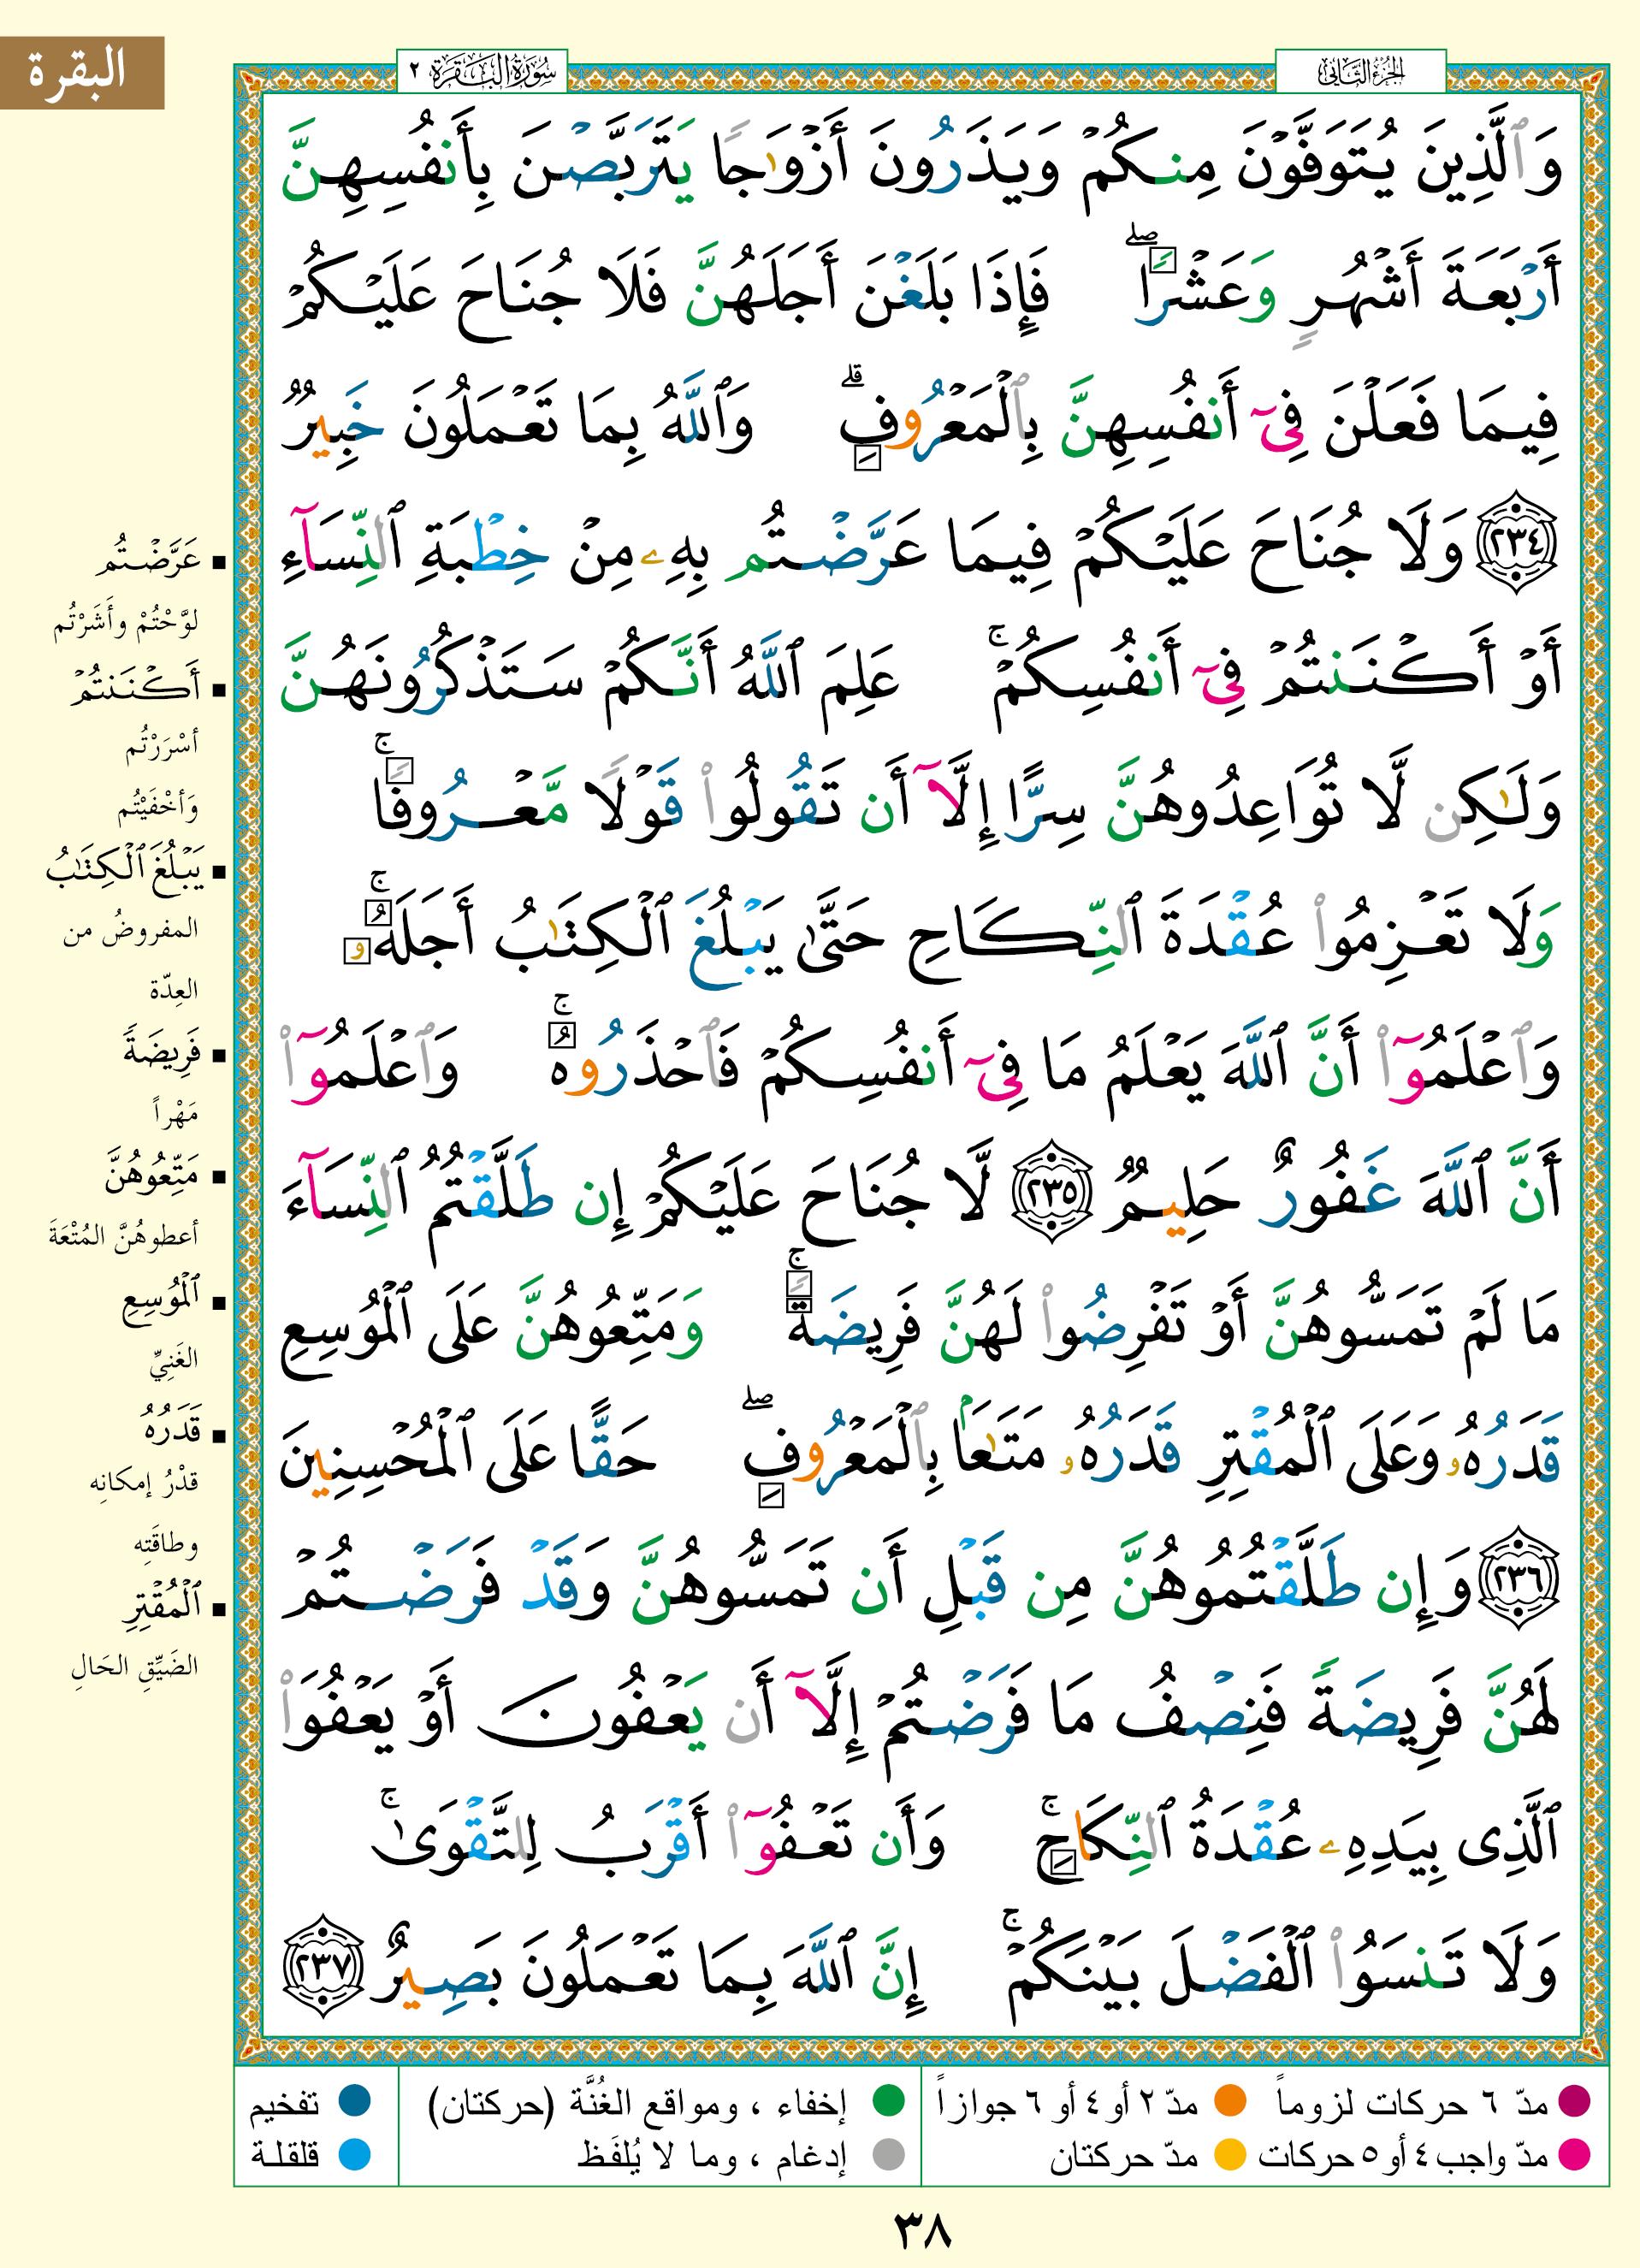 البقرة
الجزء الثاني
سورة البقرة ٢
وَٱلَّذِينَ يُتَوَفَّوْنَ مِنكُمْ وَيَذَرُونَ أَزْوَٰجًا يَتَرَبَّصْنَ بِأَنفُسِهِنَّ
أَرْبَعَةَ أَشْهُرٍ وَعَشْرًا ۖ فَإِذَا بَلَغْنَ أَجَلَهُنَّ فَلَا جُنَاحَ عَلَيْكُمْ
فِيمَا فَعَلْنَ فِىٓ أَنفُسِهِنَّ بِٱلْمَعْرُوفِ ۗ وَٱللَّهُ بِمَا تَعْمَلُونَ خَبِيرٌ
٢٣٤ وَلَا جُنَاحَ عَلَيْكُمْ فِيمَا عَرَّضْتُم بِهِۦ مِنْ خِطْبَةِ ٱلنِّسَآءِ
أَوْ أَكْنَنتُمْ فِىٓ أَنفُسِكُمْ ۚ عَلِمَ ٱللَّهُ أَنَّكُمْ سَتَذْكُرُونَهُنَّ
وَلَٰكِن لَّا تُوَاعِدُوهُنَّ سِرًّا إِلَّآ أَن تَقُولُوا۟ قَوْلًا مَّعْرُوفًا ۚ
وَلَا تَعْزِمُوا۟ عُقْدَةَ ٱلنِّكَاحِ حَتَّىٰ يَبْلُغَ ٱلْكِتَٰبُ أَجَلَهُۥ ۚ
وَٱعْلَمُوٓا۟ أَنَّ ٱللَّهَ يَعْلَمُ مَا فِىٓ أَنفُسِكُمْ فَٱحْذَرُوهُ ۚ وَٱعْلَمُوٓا۟
أَنَّ ٱللَّهَ غَفُورٌ حَلِيمٌ ٢٣٥ لَّا جُنَاحَ عَلَيْكُمْ إِن طَلَّقْتُمُ ٱلنِّسَآءَ
مَا لَمْ تَمَسُّوهُنَّ أَوْ تَفْرِضُوا۟ لَهُنَّ فَرِيضَةً ۚ وَمَتِّعُوهُنَّ عَلَى ٱلْمُوسِعِ
قَدَرُهُۥ وَعَلَى ٱلْمُقْتِرِ قَدَرُهُۥ مَتَٰعًۢا بِٱلْمَعْرُوفِ ۖ حَقًّا عَلَى ٱلْمُحْسِنِينَ
٢٣٦ وَإِن طَلَّقْتُمُوهُنَّ مِن قَبْلِ أَن تَمَسُّوهُنَّ وَقَدْ فَرَضْتُمْ
لَهُنَّ فَرِيضَةً فَنِصْفُ مَا فَرَضْتُمْ إِلَّآ أَن يَعْفُونَ أَوْ يَعْفُوَا۟
ٱلَّذِى بِيَدِهِۦ عُقْدَةُ ٱلنِّكَاحِ ۚ وَأَن تَعْفُوٓا۟ أَقْرَبُ لِلتَّقْوَىٰ ۚ
وَلَا تَنسَوُا۟ ٱلْفَضْلَ بَيْنَكُمْ ۚ إِنَّ ٱللَّهَ بِمَا تَعْمَلُونَ بَصِيرٌ ٢٣٧
▪ عَرَّضْتُم
لوَّحْتُمْ وأَشَرْتُم
▪ أَكْنَنتُمْ
أسْرَرْتُم
وَأخْفَيْتُم
▪ يَبْلُغَ ٱلْكِتَٰبُ
المفروضُ من
العِدّة
▪ فَرِيضَةً
مَهْراً
▪ مَتِّعُوهُنَّ
أعطوهُنَّ المُتْعَةَ
▪ ٱلْمُوسِعِ
الغَنِيِّ
▪ قَدَرُهُ
قدْرُ إمكانِه
وطاقَتِه
▪ ٱلْمُقْتِرِ
الضَيِّقِ الحَالِ
مدّ ٦ حركات لزوماً
مدّ ٢ أو ٤ أو ٦ جوازاً
إخفاء ، ومواقع الغُنَّة (حركتان)
تفخيم
مدّ واجب ٤ أو ٥ حركات
مدّ حركتان
إدغام ، وما لا يُلفَظ
قلقلة
٣٨